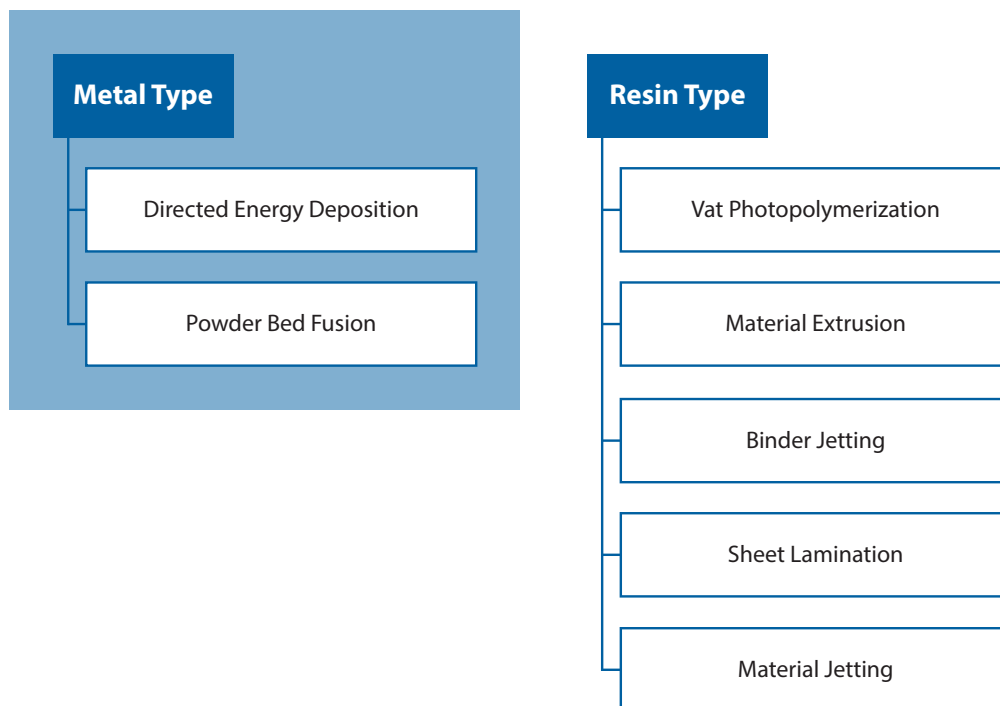 Metal Type
Directed Energy Deposition
Powder Bed Fusion
Resin Type
Vat Photopolymerization
Material Extrusion
Binder Jetting
Sheet Lamination
Material Jetting